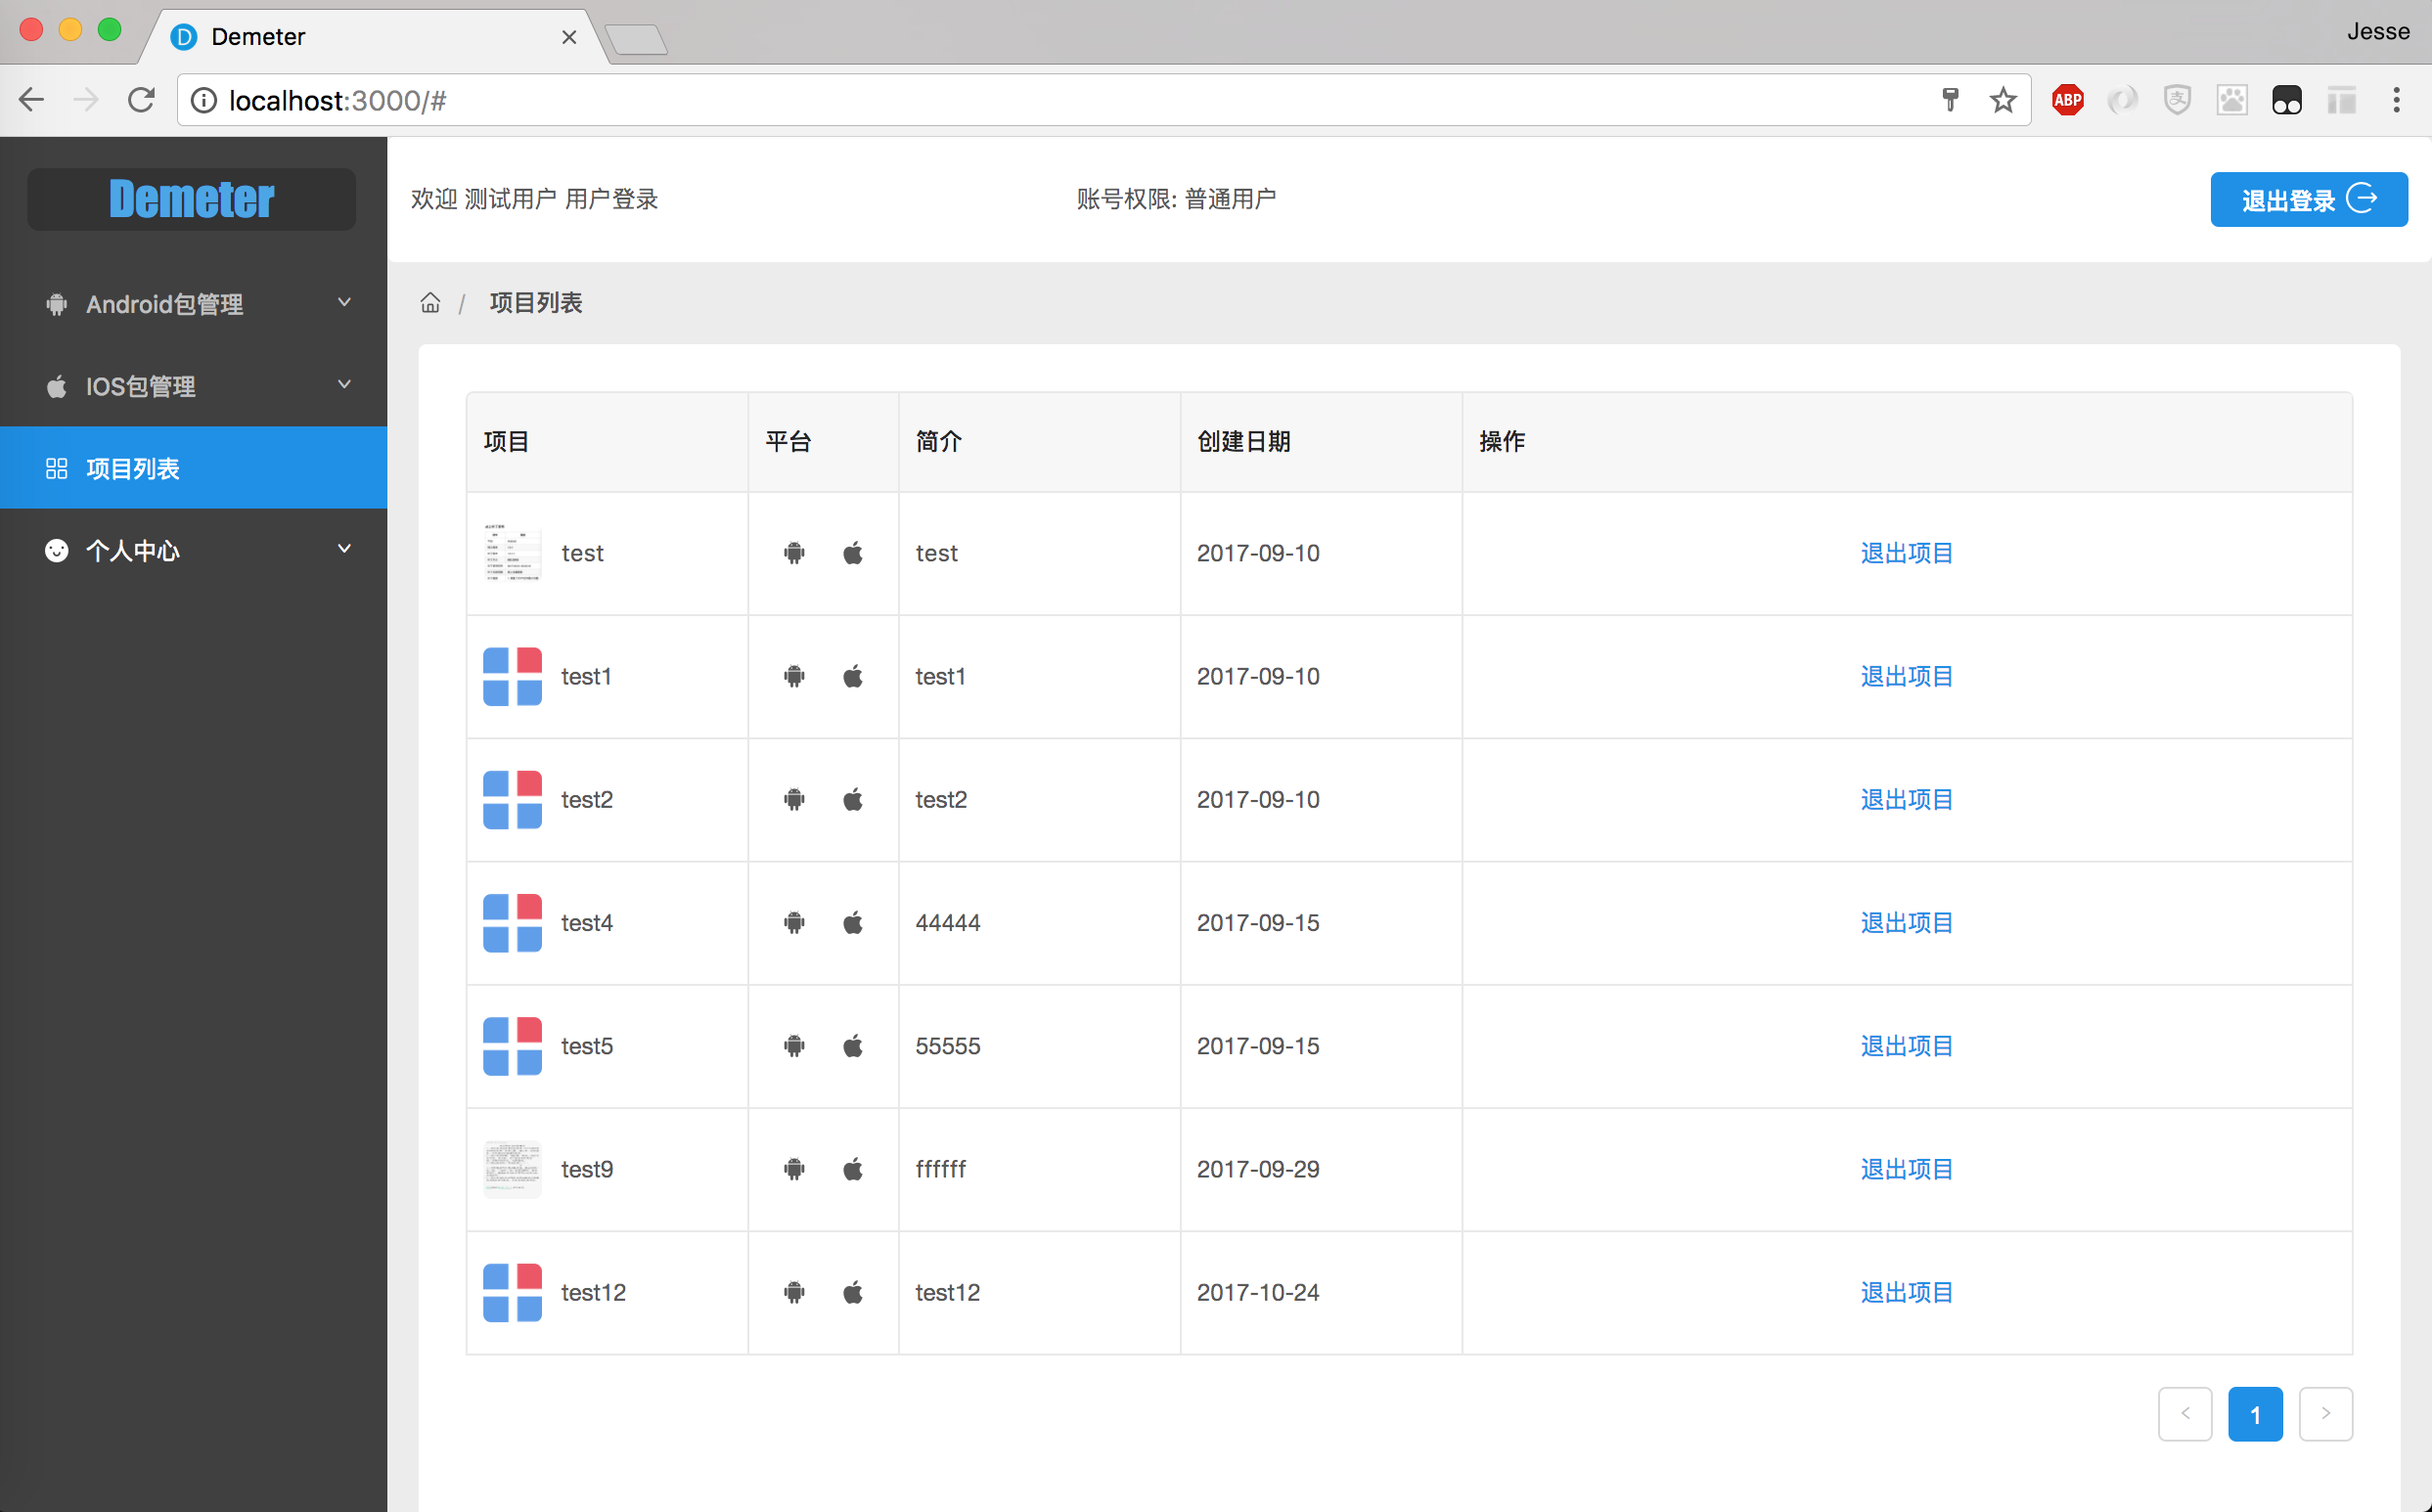 Demeter
Jesse
localhost:3000/#
ABP
Demeter
欢迎 测试用户 用户登录
账号权限: 普通用户
退出登录
Android包管理
IOS包管理
项目列表
个人中心
/ 项目列表
项目 平台 简介 创建日期 操作
test test 2017-09-10 退出项目
test1 test1 2017-09-10 退出项目
test2 test2 2017-09-10 退出项目
test4 44444 2017-09-15 退出项目
test5 55555 2017-09-15 退出项目
test9 ffffff 2017-09-29 退出项目
test12 test12 2017-10-24 退出项目
< 1 >